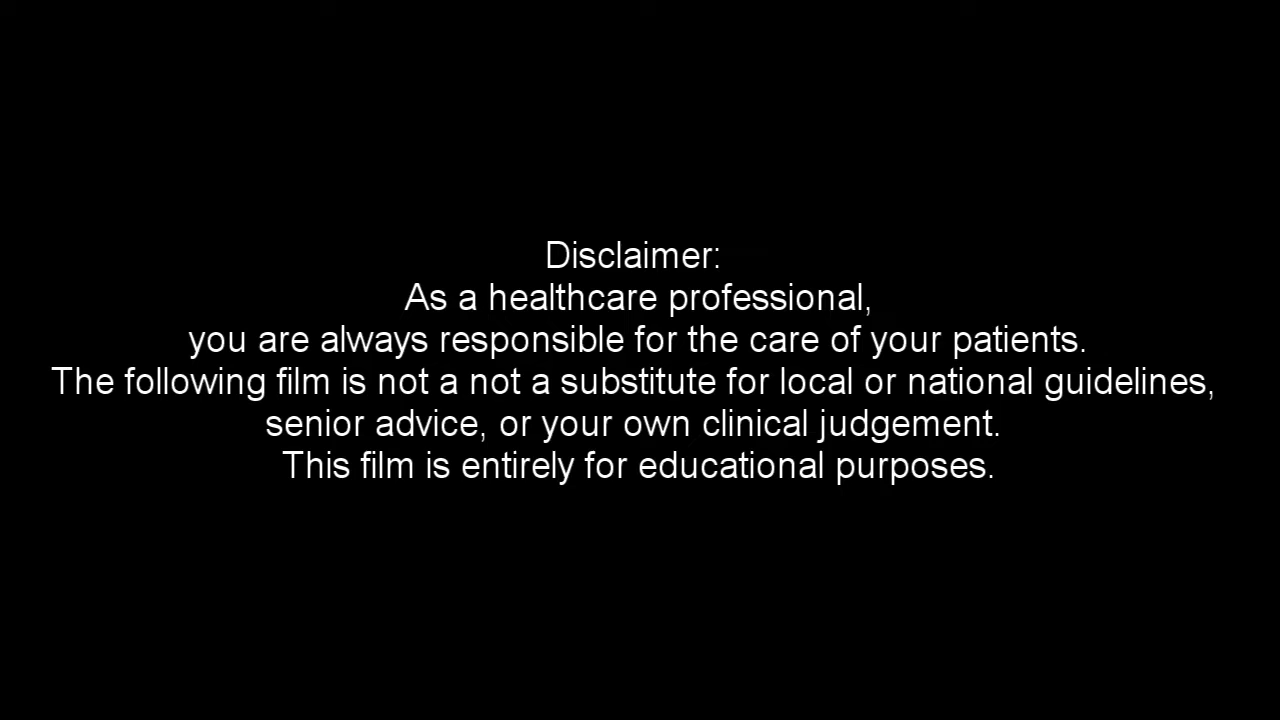 Disclaimer:
As a healthcare professional,
you are always responsible for the care of your patients.
The following film is not a not a substitute for local or national guidelines,
senior advice, or your own clinical judgement.
This film is entirely for educational purposes.